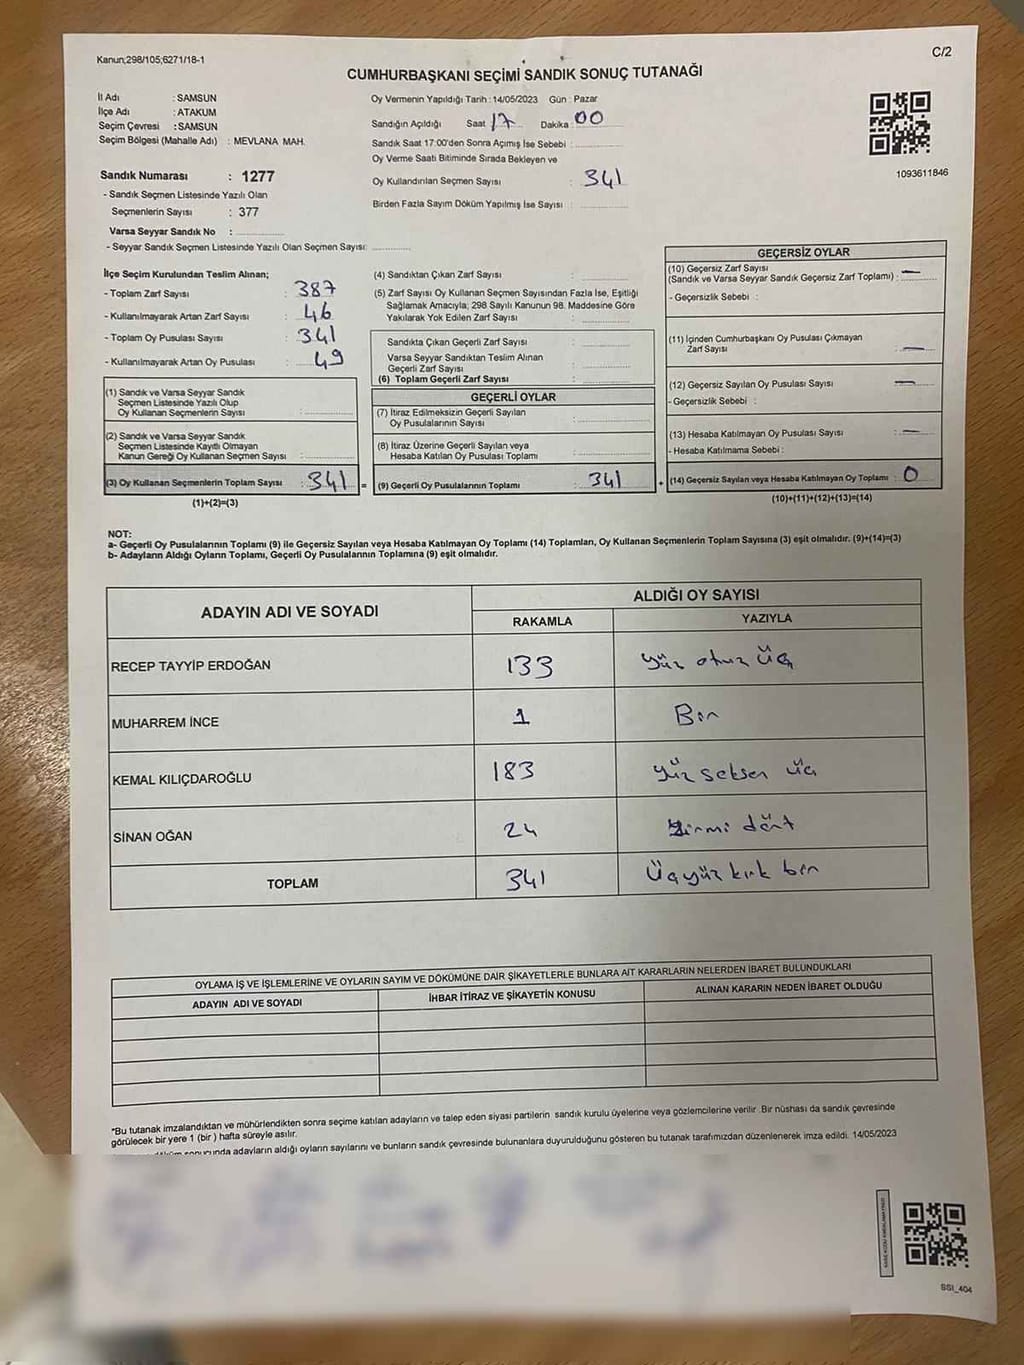 Kanun;298/105;6271/18-1
C/2
CUMHURBAŞKANI SEÇİMİ SANDIK SONUÇ TUTANAĞI
İl Adı : SAMSUN
İlçe Adı : ATAKUM
Seçim Çevresi : SAMSUN
Seçim Bölgesi (Mahalle Adı) : MEVLANA MAH.
Sandık Numarası : 1277
- Sandık Seçmen Listesinde Yazılı Olan
Seçmenlerin Sayısı : 377
Varsa Seyyar Sandık No :
- Seyyar Sandık Seçmen Listesinde Yazılı Olan Seçmen Sayısı:
Oy Vermenin Yapıldığı Tarih : 14/05/2023 Gün : Pazar
Sandığın Açıldığı Saat 17 Dakika : 00
Sandık Saat 17:00'den Sonra Açımış İse Sebebi :
Oy Verme Saati Bitiminde Sırada Bekleyen ve
Oy Kullandırılan Seçmen Sayısı : 341
Birden Fazla Sayım Döküm Yapılmış İse Sayısı :
1093611846
İlçe Seçim Kurulundan Teslim Alınan;
- Toplam Zarf Sayısı : 387
- Kullanılmayarak Artan Zarf Sayısı : 46
- Toplam Oy Pusulası Sayısı : 341
- Kullanılmayarak Artan Oy Pusulası : 49
(1) Sandık ve Varsa Seyyar Sandık
Seçmen Listesinde Yazılı Olup
Oy Kullanan Seçmenlerin Sayısı :
(2) Sandık ve Varsa Seyyar Sandık
Seçmen Listesinde Kayıtlı Olmayan
Kanun Gereği Oy Kullanan Seçmen Sayısı :
(3) Oy Kullanan Seçmenlerin Toplam Sayısı : 341 =
(1)+(2)=(3)
(4) Sandıktan Çıkan Zarf Sayısı :
(5) Zarf Sayısı Oy Kullanan Seçmen Sayısından Fazla İse, Eşitliği
Sağlamak Amacıyla; 298 Sayılı Kanunun 98. Maddesine Göre
Yakılarak Yok Edilen Zarf Sayısı :
Sandıkta Çıkan Geçerli Zarf Sayısı :
Varsa Seyyar Sandıktan Teslim Alınan
Geçerli Zarf Sayısı :
(6) Toplam Geçerli Zarf Sayısı :
GEÇERLİ OYLAR
(7) İtiraz Edilmeksizin Geçerli Sayılan
Oy Pusulalarının Sayısı :
(8) İtiraz Üzerine Geçerli Sayılan veya
Hesaba Katılan Oy Pusulası Toplamı :
(9) Geçerli Oy Pusulalarının Toplamı : 341 +
GEÇERSİZ OYLAR
(10) Geçersiz Zarf Sayısı
(Sandık ve Varsa Seyyar Sandık Geçersiz Zarf Toplamı) : —
- Geçersizlik Sebebi :
(11) İçinden Cumhurbaşkanı Oy Pusulası Çıkmayan
Zarf Sayısı : —
(12) Geçersiz Sayılan Oy Pusulası Sayısı : —
- Geçersizlik Sebebi :
(13) Hesaba Katılmayan Oy Pusulası Sayısı : —
- Hesaba Katılmama Sebebi :
(14) Geçersiz Sayılan veya Hesaba Katılmayan Oy Toplamı : 0
(10)+(11)+(12)+(13)=(14)
NOT:
a- Geçerli Oy Pusulalarının Toplamı (9) ile Geçersiz Sayılan veya Hesaba Katılmayan Oy Toplamı (14) Toplamları, Oy Kullanan Seçmenlerin Toplam Sayısına (3) eşit olmalıdır. (9)+(14)=(3)
b- Adayların Aldığı Oyların Toplamı, Geçerli Oy Pusulalarının Toplamına (9) eşit olmalıdır.
ADAYIN ADI VE SOYADI ALDIĞI OY SAYISI
RAKAMLA YAZIYLA
RECEP TAYYİP ERDOĞAN 133 yüz otuz üç
MUHARREM İNCE 1 Bir
KEMAL KILIÇDAROĞLU 183 yüz seksen üç
SİNAN OĞAN 24 yirmi dört
TOPLAM 341 Üçyüz kırk bir
OYLAMA İŞ VE İŞLEMLERİNE VE OYLARIN SAYIM VE DÖKÜMÜNE DAİR ŞİKAYETLERLE BUNLARA AİT KARARLARIN NELERDEN İBARET BULUNDUKLARI
ADAYIN ADI VE SOYADI İHBAR İTİRAZ VE ŞİKAYETİN KONUSU ALINAN KARARIN NEDEN İBARET OLDUĞU
*Bu tutanak imzalandıktan ve mühürlendikten sonra seçime katılan adayların ve talep eden siyasi partilerin sandık kurulu üyelerine veya gözlemcilerine verilir. Bir nüshası da sandık çevresinde
görülecek bir yere 1 (bir ) hafta süreyle asılır.
adayların aldığı oyların sayılarını ve bunların sandık çevresinde bulunanlara duyurulduğunu gösteren bu tutanak tarafımızdan düzenlenerek imza edildi. 14/05/2023
SSI_404